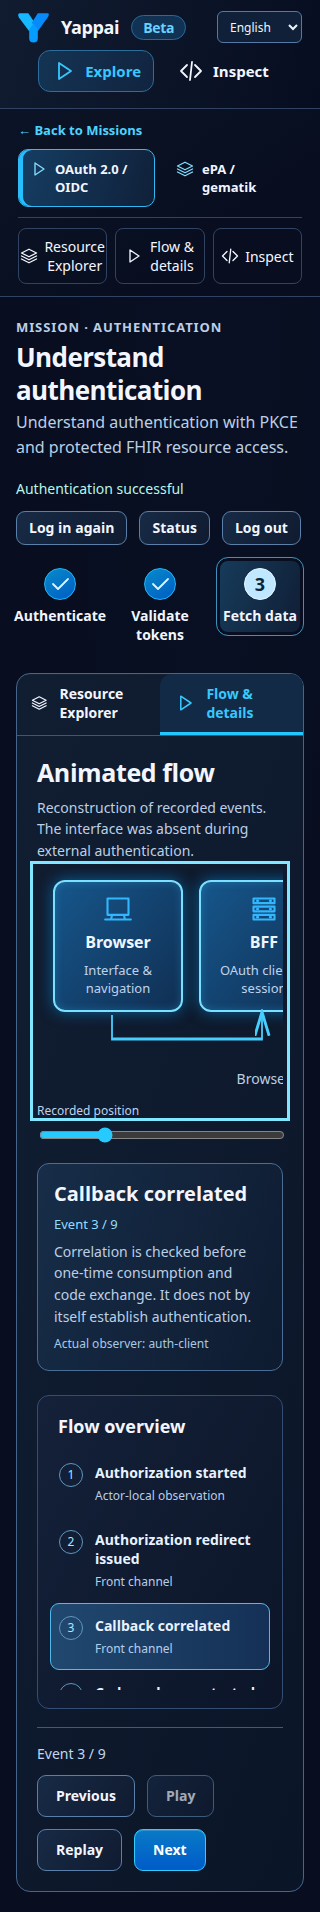 Yappai
Beta
English
Explore
Inspect
← Back to Missions
OAuth 2.0 /
OIDC
ePA /
gematik
Resource
Explorer
Flow &
details
Inspect
MISSION · AUTHENTICATION
Understand
authentication
Understand authentication with PKCE
and protected FHIR resource access.
Authentication successful
Log in again
Status
Log out
Authenticate
Validate
tokens
3
Fetch data
Resource
Explorer
Flow &
details
Animated flow
Reconstruction of recorded events.
The interface was absent during
external authentication.
Browser
Interface &
navigation
BFF
OAuth clie
session
Browse
Recorded position
Callback correlated
Event 3 / 9
Correlation is checked before
one-time consumption and
code exchange. It does not by
itself establish authentication.
Actual observer: auth-client
Flow overview
1
Authorization started
Actor-local observation
2
Authorization redirect
issued
Front channel
3
Callback correlated
Front channel
Event 3 / 9
Previous
Play
Replay
Next